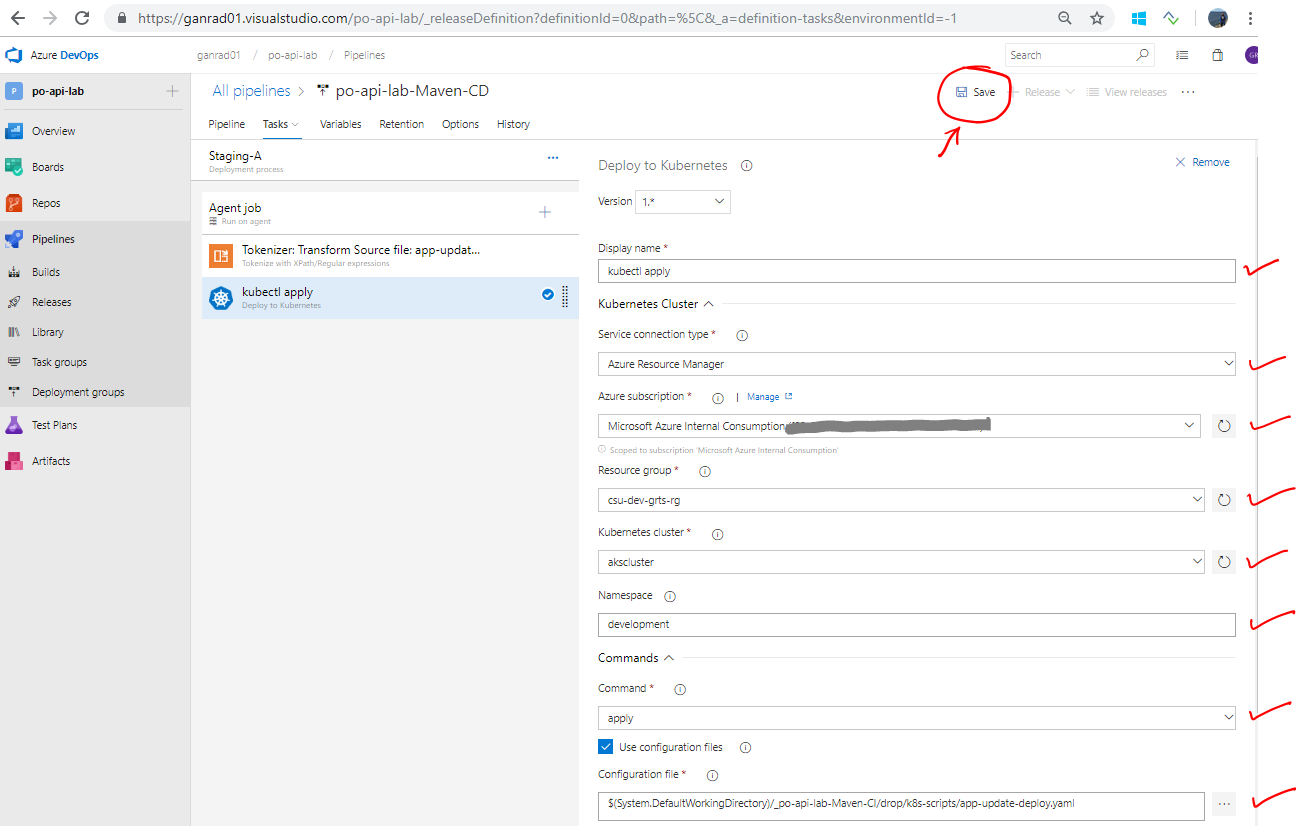 https://ganrad01.visualstudio.com/po-api-lab/_releaseDefinition?definitionId=0&path=%5C&_a=definition-tasks&environmentId=-1
Azure DevOps
ganrad01 / po-api-lab / Pipelines
Search
GR
P po-api-lab
All pipelines > po-api-lab-Maven-CD
Save
Release
View releases
Pipeline Tasks Variables Retention Options History
Overview
Boards
Repos
Pipelines
Builds
Releases
Library
Task groups
Deployment groups
Test Plans
Artifacts
Staging-A
Deployment process
Agent job
Run on agent
Tokenizer: Transform Source file: app-updat...
Tokenize with XPath/Regular expressions
kubectl apply
Deploy to Kubernetes
Deploy to Kubernetes
Remove
Version 1.*
Display name *
kubectl apply
Kubernetes Cluster
Service connection type *
Azure Resource Manager
Azure subscription * | Manage
Microsoft Azure Internal Consumption
Scoped to subscription 'Microsoft Azure Internal Consumption'
Resource group *
csu-dev-grts-rg
Kubernetes cluster *
akscluster
Namespace
development
Commands
Command *
apply
Use configuration files
Configuration file *
$(System.DefaultWorkingDirectory)/_po-api-lab-Maven-CI/drop/k8s-scripts/app-update-deploy.yaml